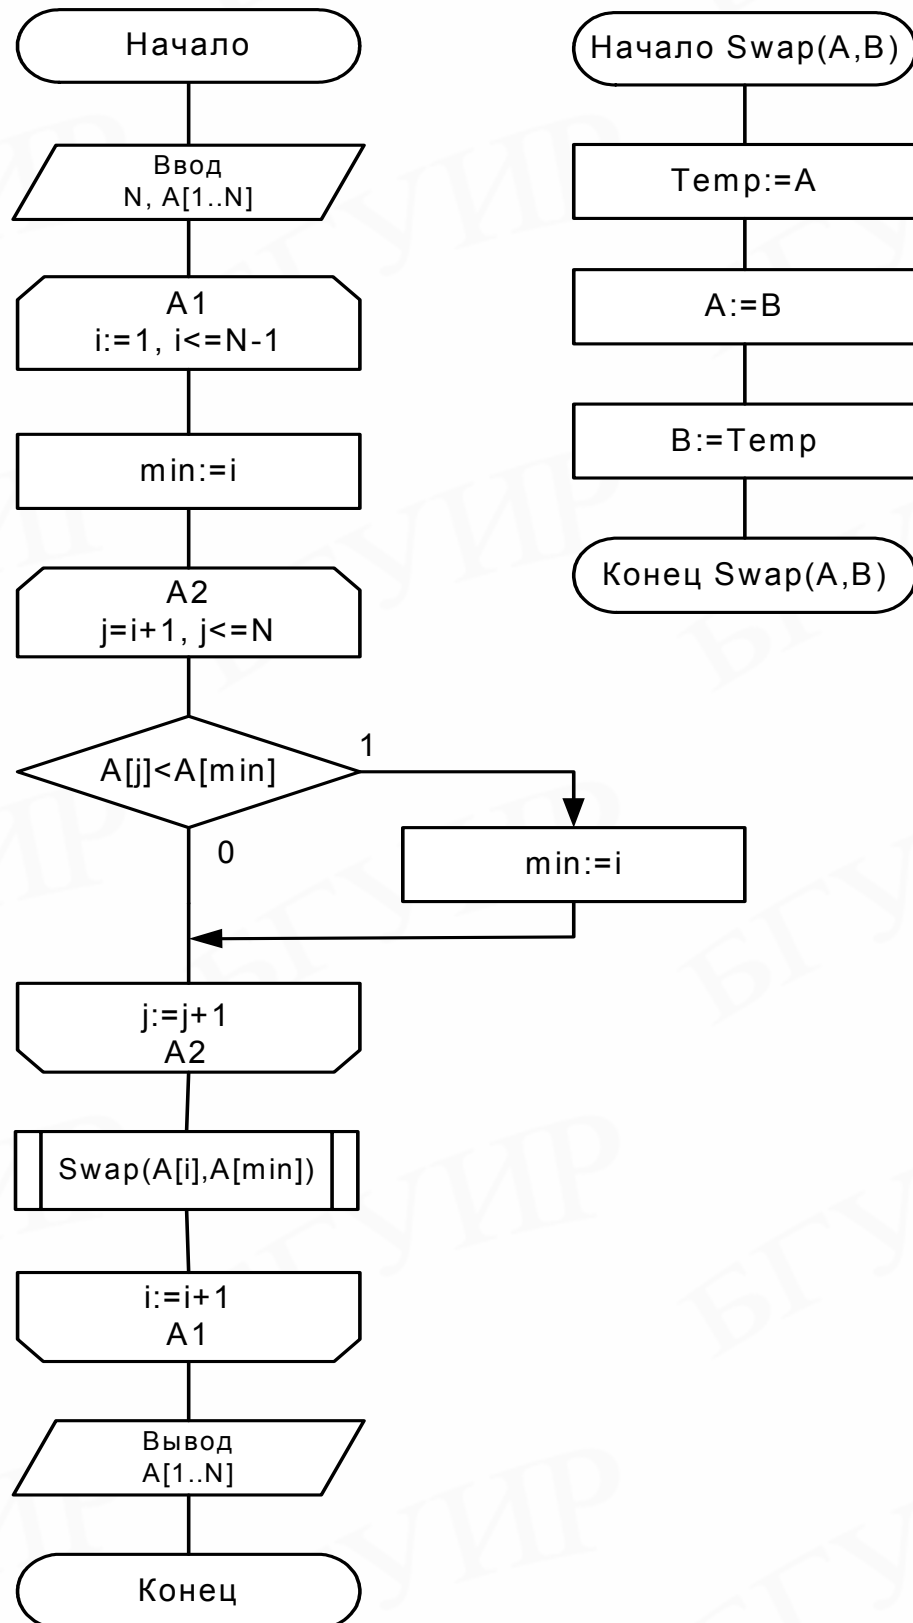 Начало
Ввод
N, A[1..N]
A1
i:=1, i<=N-1
min:=i
A2
j=i+1, j<=N
A[j]<A[min]
1
0
min:=i
j:=j+1
A2
Swap(A[i],A[min])
i:=i+1
A1
Вывод
A[1..N]
Конец
Начало Swap(A,B)
Temp:=A
A:=B
B:=Temp
Конец Swap(A,B)
БГУИР